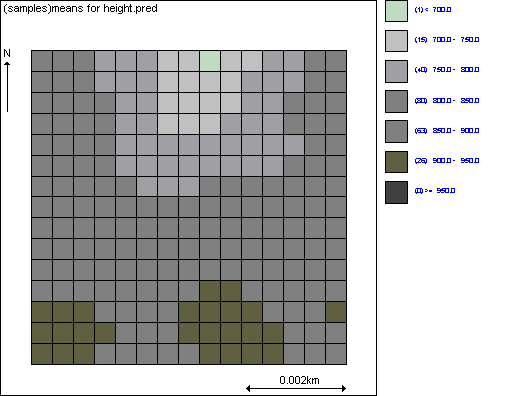 (samples)means for height.pred
N
(1) < 700.0
(15) 700.0 - 750.0
(40) 750.0 - 800.0
(80) 800.0 - 850.0
(63) 850.0 - 900.0
(26) 900.0 - 950.0
(0) >= 950.0
0.002km